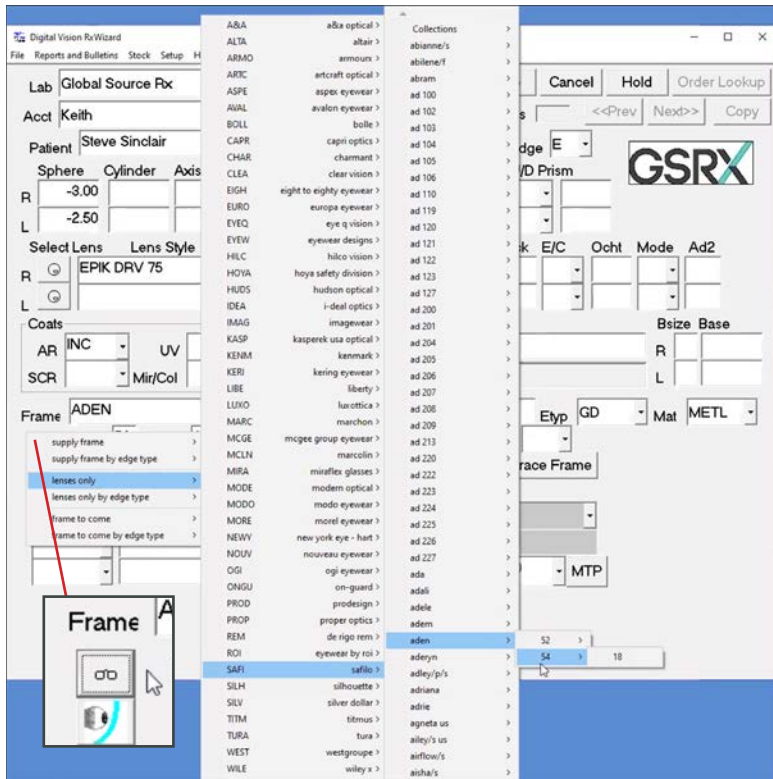 Digital Vision RxWizard
File Reports and Bulletins Stock Setup H
Lab Global Source Rx
Cancel Hold Order Lookup
Acct Keith
s <<Prev Next>> Copy
Patient Steve Sinclair
dge E
GSRX
Sphere Cylinder Axis
/D Prism
R -3.00
L -2.50
Select Lens Lens Style
k E/C Ocht Mode Ad2
R EPIK DRV 75
L
Coats
Bsize Base
AR INC UV
R
SCR Mir/Col
L
Frame ADEN
Etyp GD Mat METL
race Frame
MTP
supply frame >
supply frame by edge type >
lenses only >
lenses only by edge type >
frame to come >
frame to come by edge type >
Frame A
A&A a&a optical >
ALTA altair >
ARMO armourx >
ARTC artcraft optical >
ASPE aspex eyewear >
AVAL avalon eyewear >
BOLL bolle >
CAPR capri optics >
CHAR charmant >
CLEA clear vision >
EIGH eight to eighty eyewear >
EURO europa eyewear >
EYEQ eye q vision >
EYEW eyewear designs >
HILC hilco vision >
HOYA hoya safety division >
HUDS hudson optical >
IDEA i-deal optics >
IMAG imagewear >
KASP kasperek usa optical >
KENM kenmark >
KERI kering eyewear >
LIBE liberty >
LUXO luxottica >
MARC marchon >
MCGE mcgee group eyewear >
MCLN marcolin >
MIRA miraflex glasses >
MODE modern optical >
MODO modo eyewear >
MORE morel eyewear >
NEWY new york eye - hart >
NOUV nouveau eyewear >
OGI ogi eyewear >
ONGU on-guard >
PROD prodesign >
PROP proper optics >
REM de rigo rem >
ROI eyewear by roi >
SAFI safilo >
SILH silhouette >
SILV silver dollar >
TITM titmus >
TURA tura >
WEST westgroupe >
WILE wiley x >
Collections >
abianne/s >
abilene/f >
abram >
ad 100 >
ad 102 >
ad 103 >
ad 104 >
ad 105 >
ad 106 >
ad 110 >
ad 119 >
ad 120 >
ad 121 >
ad 122 >
ad 123 >
ad 127 >
ad 200 >
ad 201 >
ad 204 >
ad 205 >
ad 206 >
ad 207 >
ad 208 >
ad 209 >
ad 213 >
ad 220 >
ad 222 >
ad 223 >
ad 224 >
ad 225 >
ad 226 >
ad 227 >
ada >
adali >
adele >
adem >
aden >
aderyn >
adley/p/s >
adriana >
adrie >
agneta us >
ailey/s us >
airflow/s >
aisha/s >
52 >
54 > 18